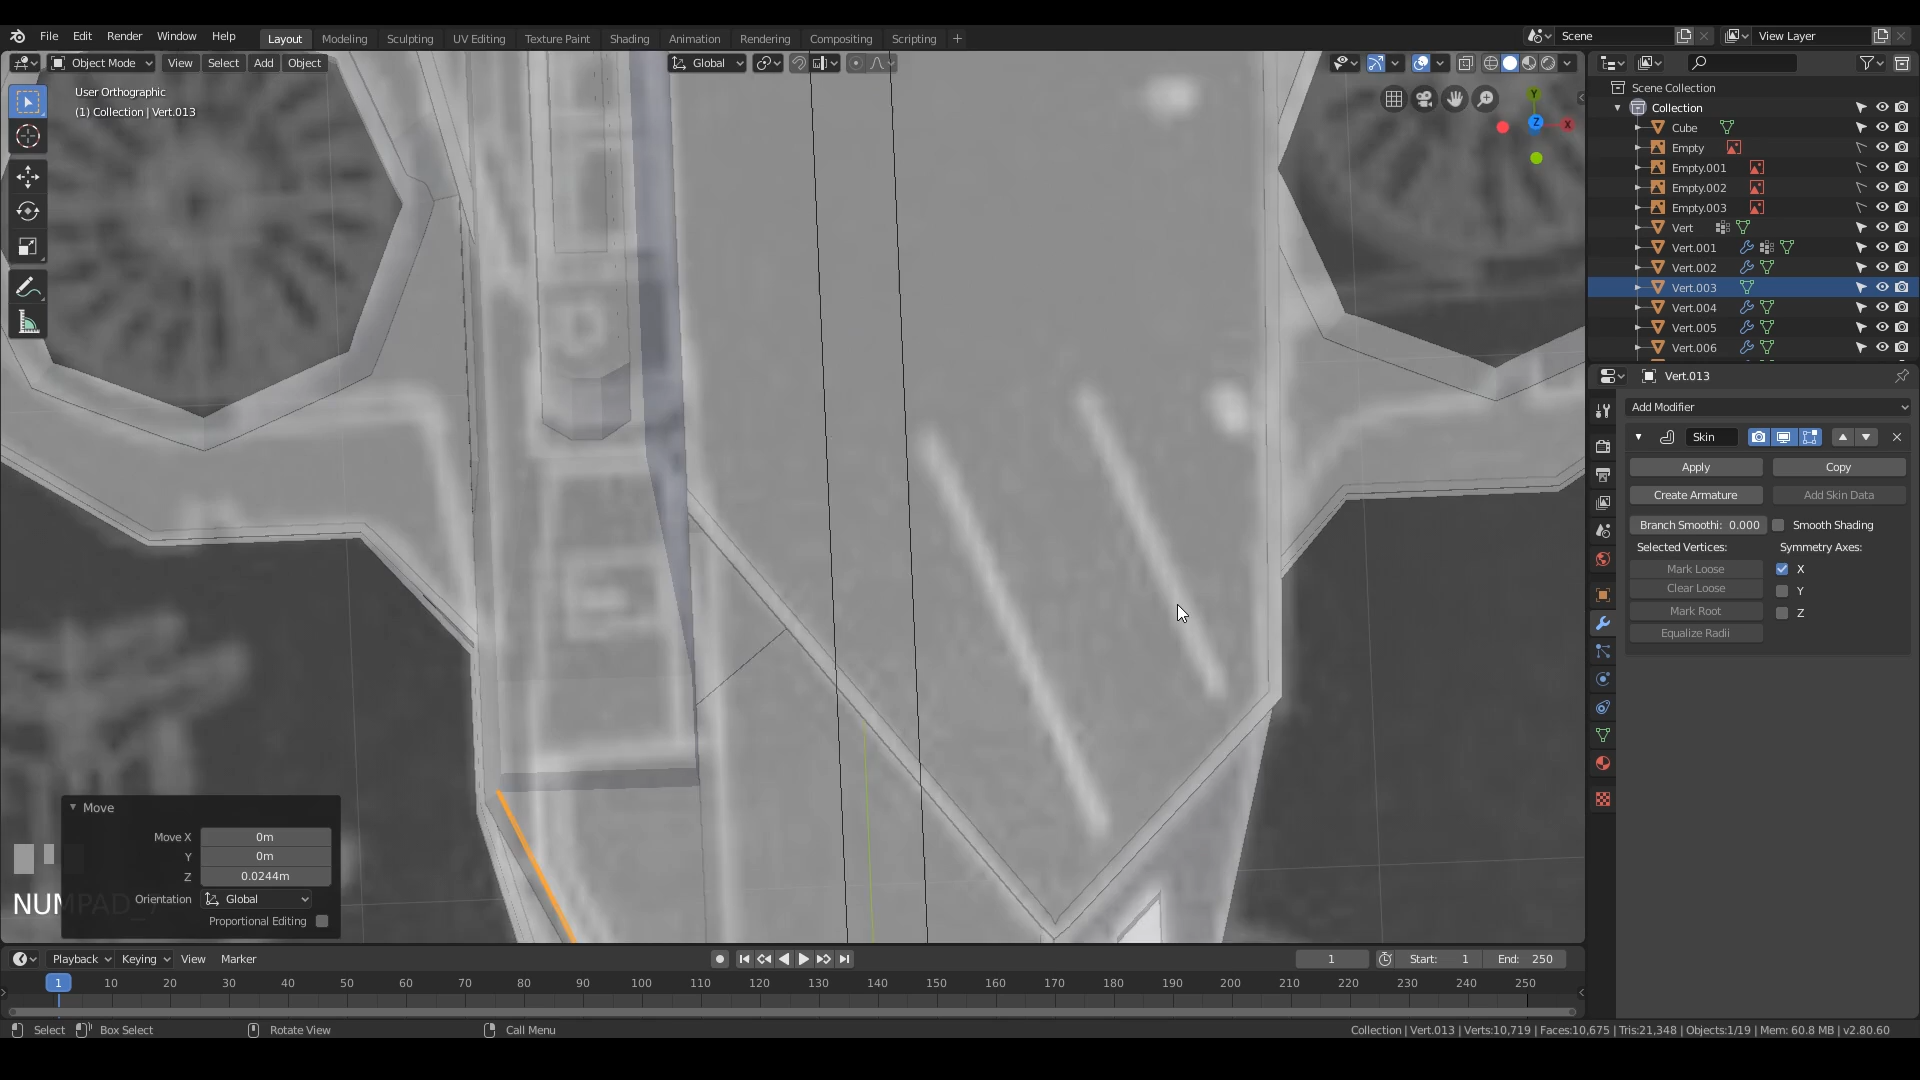 File Edit Render Window Help Layout Modeling Sculpting UV Editing Texture Paint Shading Animation Rendering Compositing Scripting Scene View Layer
Object Mode View Select Add Object Global
User Orthographic
(1) Collection | Vert.013
Y
Z
X
Scene Collection
Collection
Cube
Empty
Empty.001
Empty.002
Empty.003
Vert
Vert.001
Vert.002
Vert.003
Vert.004
Vert.005
Vert.006
Vert.013
Add Modifier
Skin
Apply Copy
Create Armature Add Skin Data
Branch Smoothi: 0.000 Smooth Shading
Selected Vertices: Symmetry Axes:
Mark Loose X
Clear Loose Y
Mark Root Z
Equalize Radii
Move
Move X 0m
Y 0m
Z 0.0244m
Orientation Global
Proportional Editing
NUMPAD_
Playback Keying View Marker 1 Start: 1 End: 250
1 10 20 30 40 50 60 70 80 90 100 110 120 130 140 150 160 170 180 190 200 210 220 230 240 250
Select Box Select Rotate View Call Menu Collection | Vert.013 | Verts:10,719 | Faces:10,675 | Tris:21,348 | Objects:1/19 | Mem: 60.8 MB | v2.80.60